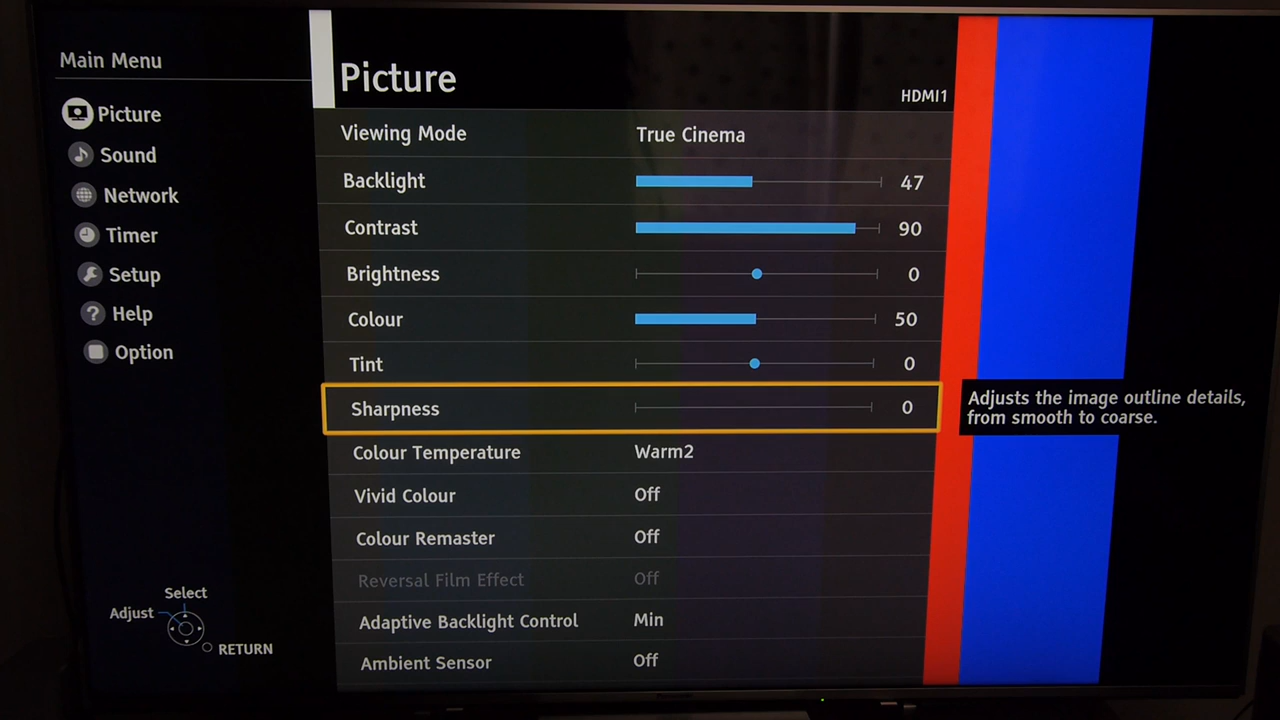 Main Menu
Picture
Sound
Network
Timer
Setup
Help
Option
Select
Adjust
RETURN
Picture
HDMI1
Viewing Mode True Cinema
Backlight 47
Contrast 90
Brightness 0
Colour 50
Tint 0
Sharpness 0
Colour Temperature Warm2
Vivid Colour Off
Colour Remaster Off
Reversal Film Effect Off
Adaptive Backlight Control Min
Ambient Sensor Off
Adjusts the image outline details,
from smooth to coarse.